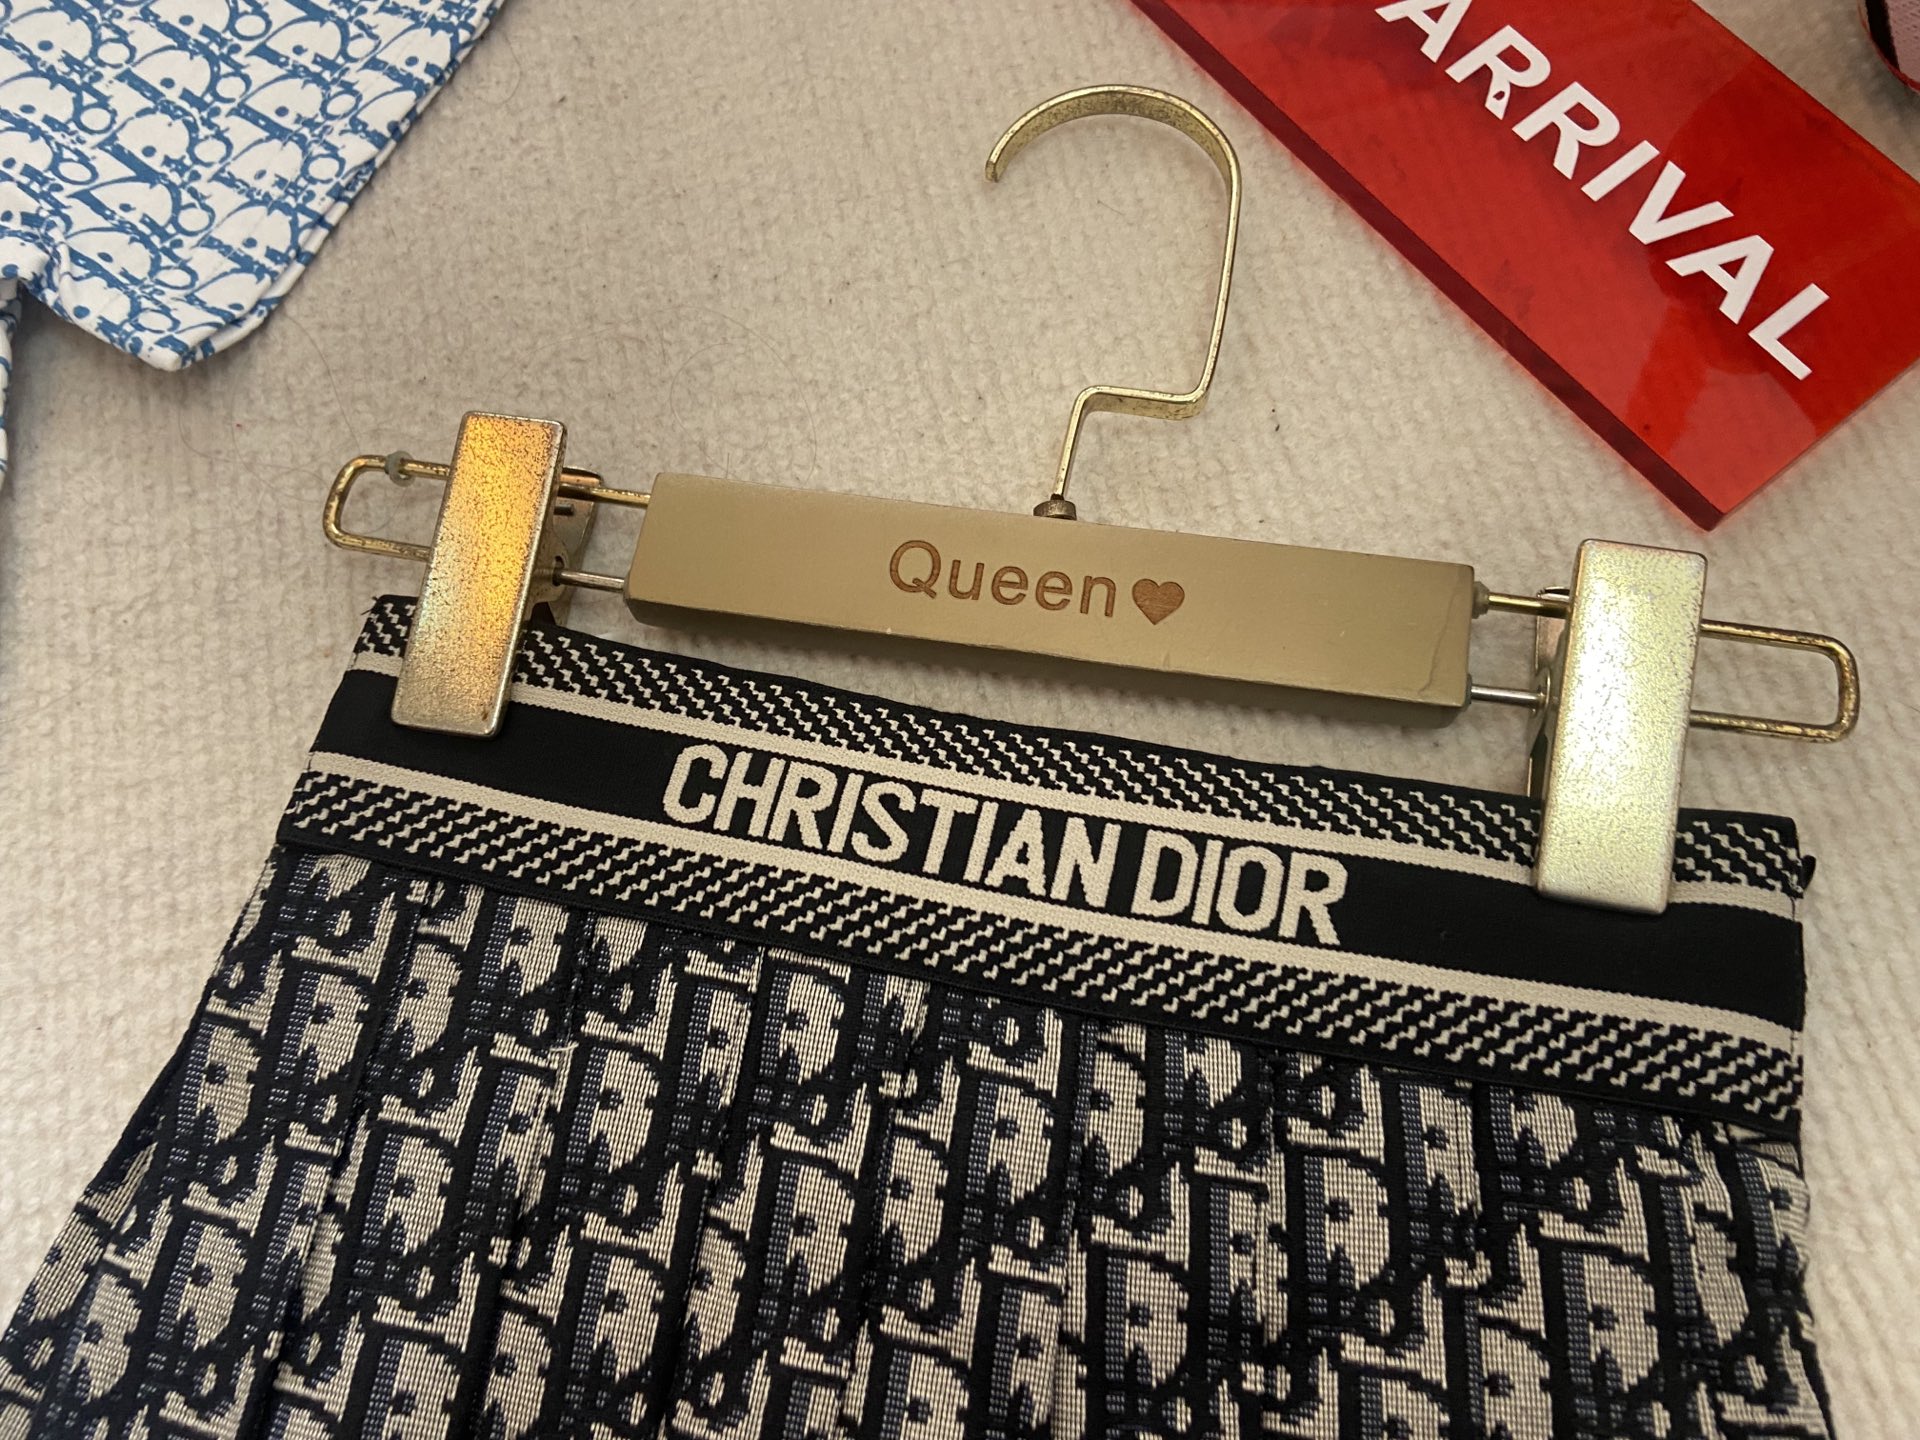 ARRIVAL
Queen♥
CHRISTIAN DIOR